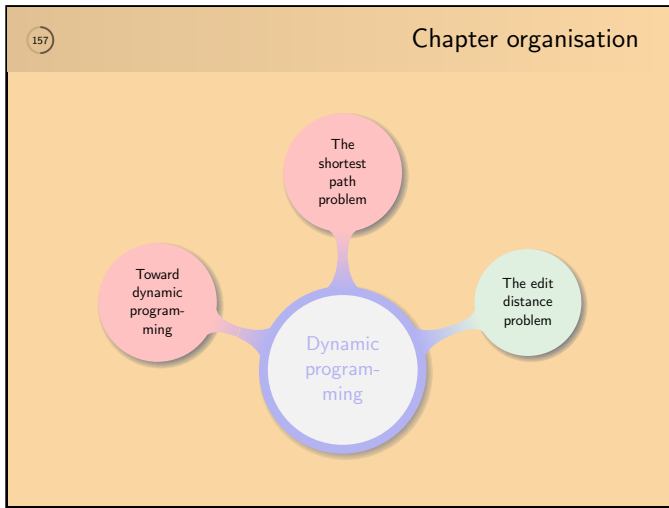 157
Chapter organisation
The
shortest
path
problem
Toward
dynamic
program-
ming
The edit
distance
problem
Dynamic
program-
ming